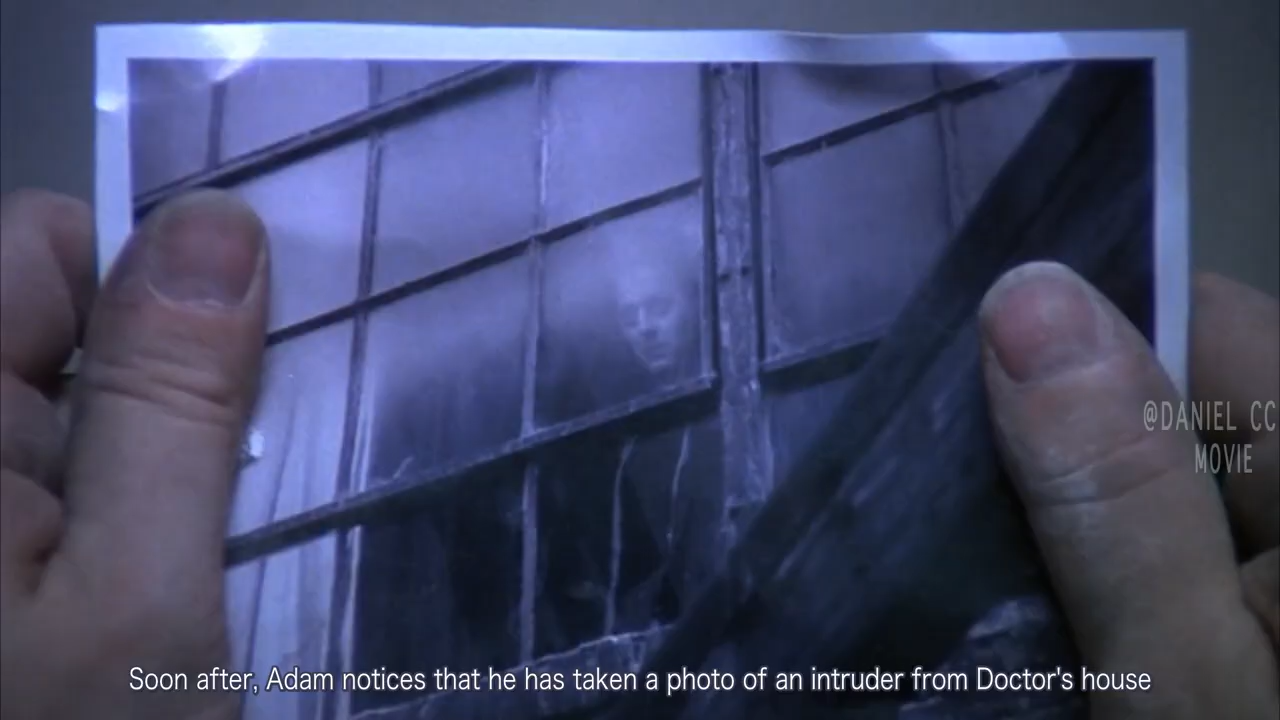 @DANIEL CC
MOVIE
Soon after, Adam notices that he has taken a photo of an intruder from Doctor's house